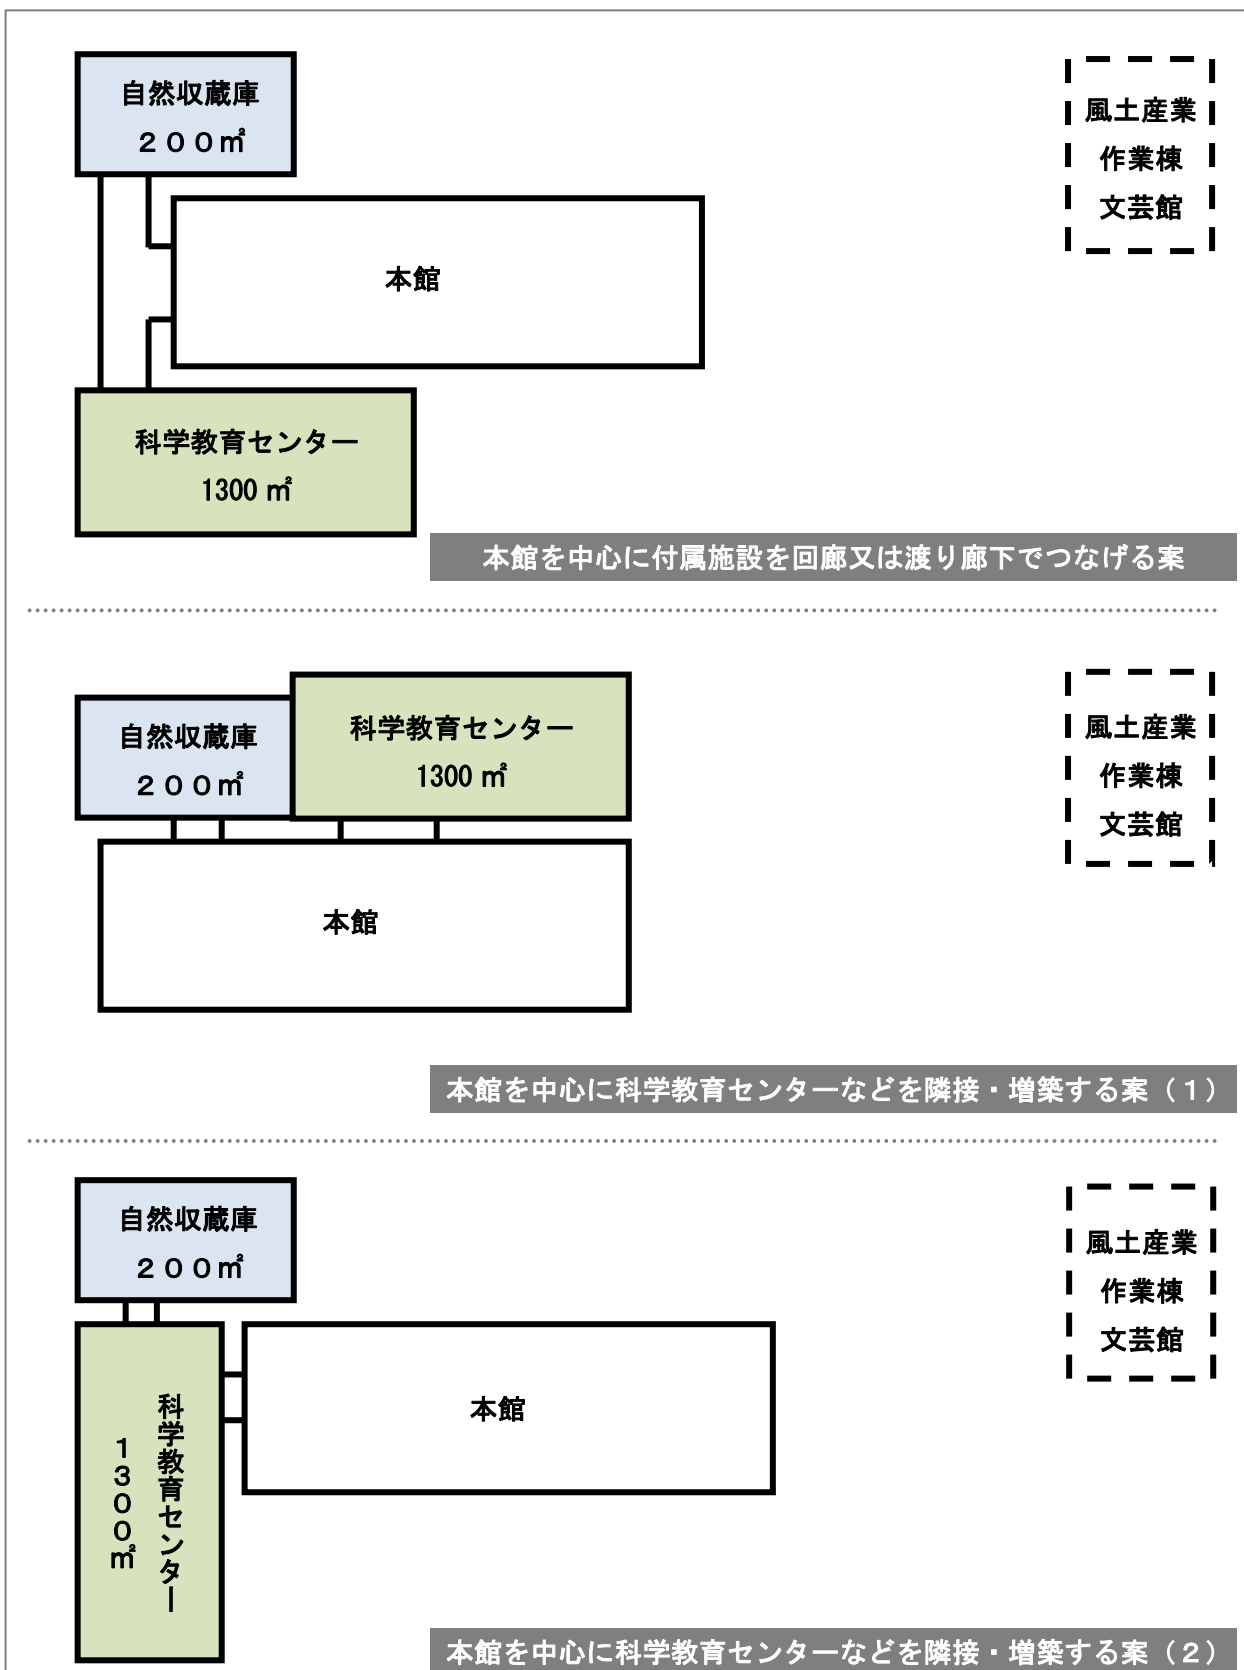 自然収蔵庫
２００㎡
風土産業
作業棟
文芸館
本館
科学教育センター
1300 ㎡
本館を中心に付属施設を回廊又は渡り廊下でつなげる案
自然収蔵庫
２００㎡
科学教育センター
1300 ㎡
風土産業
作業棟
文芸館
本館
本館を中心に科学教育センターなどを隣接・増築する案（１）
自然収蔵庫
２００㎡
風土産業
作業棟
文芸館
科学教育センター
１３００㎡
本館
本館を中心に科学教育センターなどを隣接・増築する案（２）